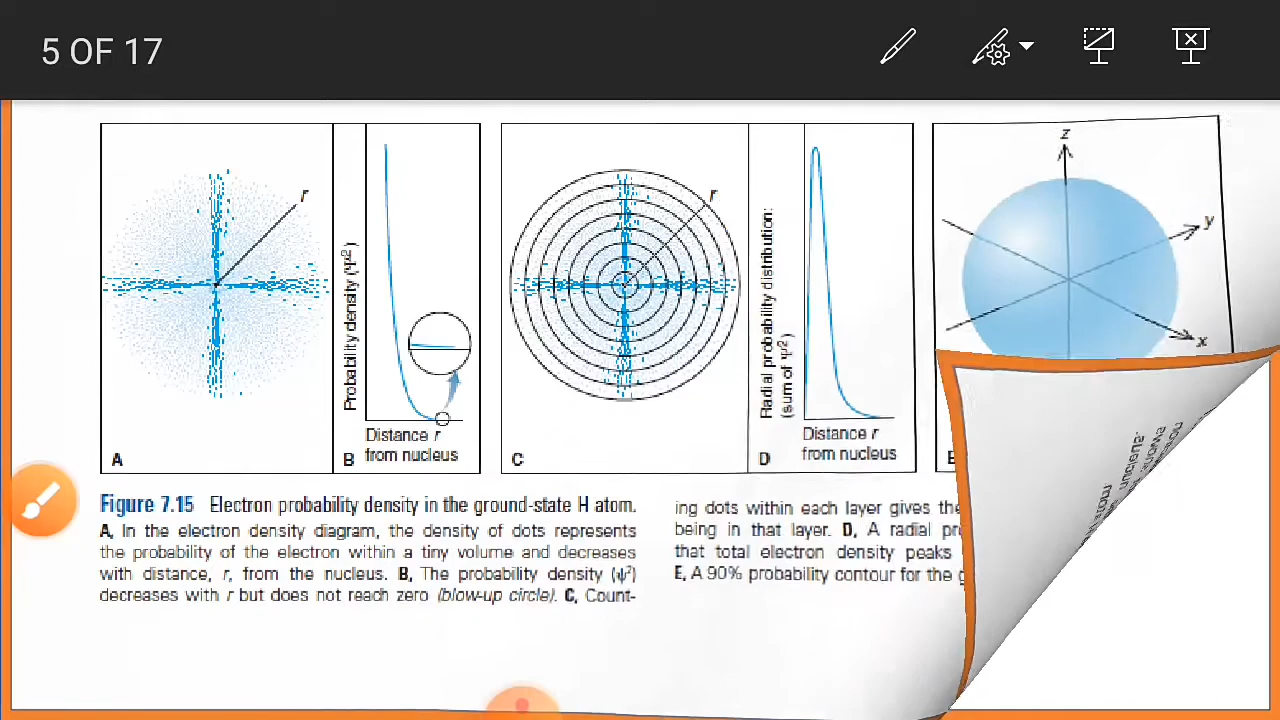 5 OF 17
r
Probability density (Ψ²)
Distance r
from nucleus
A
B
r
Radial probability distribution:
(sum of Ψ²)
Distance r
from nucleus
C
D
z
y
x
E
Figure 7.15 Electron probability density in the ground-state H atom.
A, In the electron density diagram, the density of dots represents
the probability of the electron within a tiny volume and decreases
with distance, r, from the nucleus. B, The probability density (ψ²)
decreases with r but does not reach zero (blow-up circle). C, Count-
ing dots within each layer gives the
being in that layer. D, A radial
that total electron density peaks
E, A 90% probability contour for the